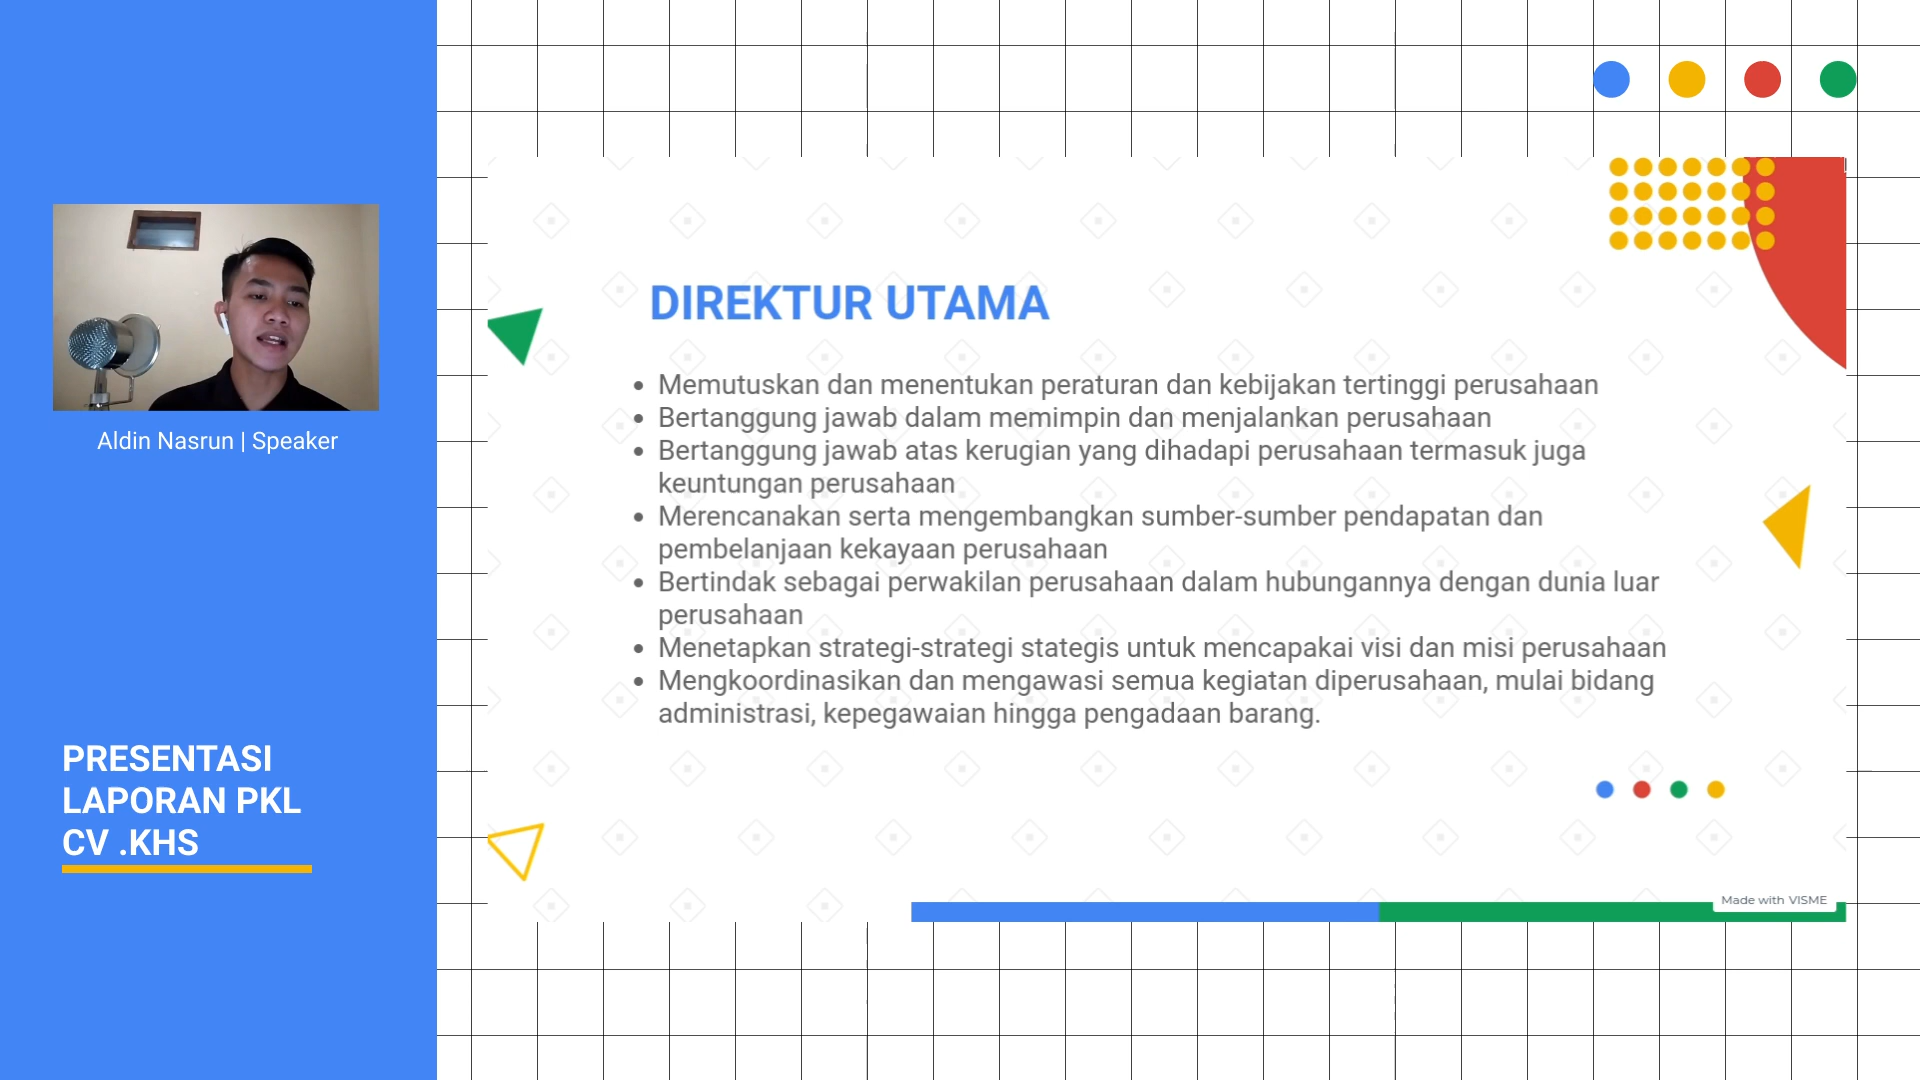 Aldin Nasrun | Speaker
PRESENTASI
LAPORAN PKL
CV .KHS
DIREKTUR UTAMA
• Memutuskan dan menentukan peraturan dan kebijakan tertinggi perusahaan
• Bertanggung jawab dalam memimpin dan menjalankan perusahaan
• Bertanggung jawab atas kerugian yang dihadapi perusahaan termasuk juga
keuntungan perusahaan
• Merencanakan serta mengembangkan sumber-sumber pendapatan dan
pembelanjaan kekayaan perusahaan
• Bertindak sebagai perwakilan perusahaan dalam hubungannya dengan dunia luar
perusahaan
• Menetapkan strategi-strategi stategis untuk mencapakai visi dan misi perusahaan
• Mengkoordinasikan dan mengawasi semua kegiatan diperusahaan, mulai bidang
administrasi, kepegawaian hingga pengadaan barang.
Made with VISME